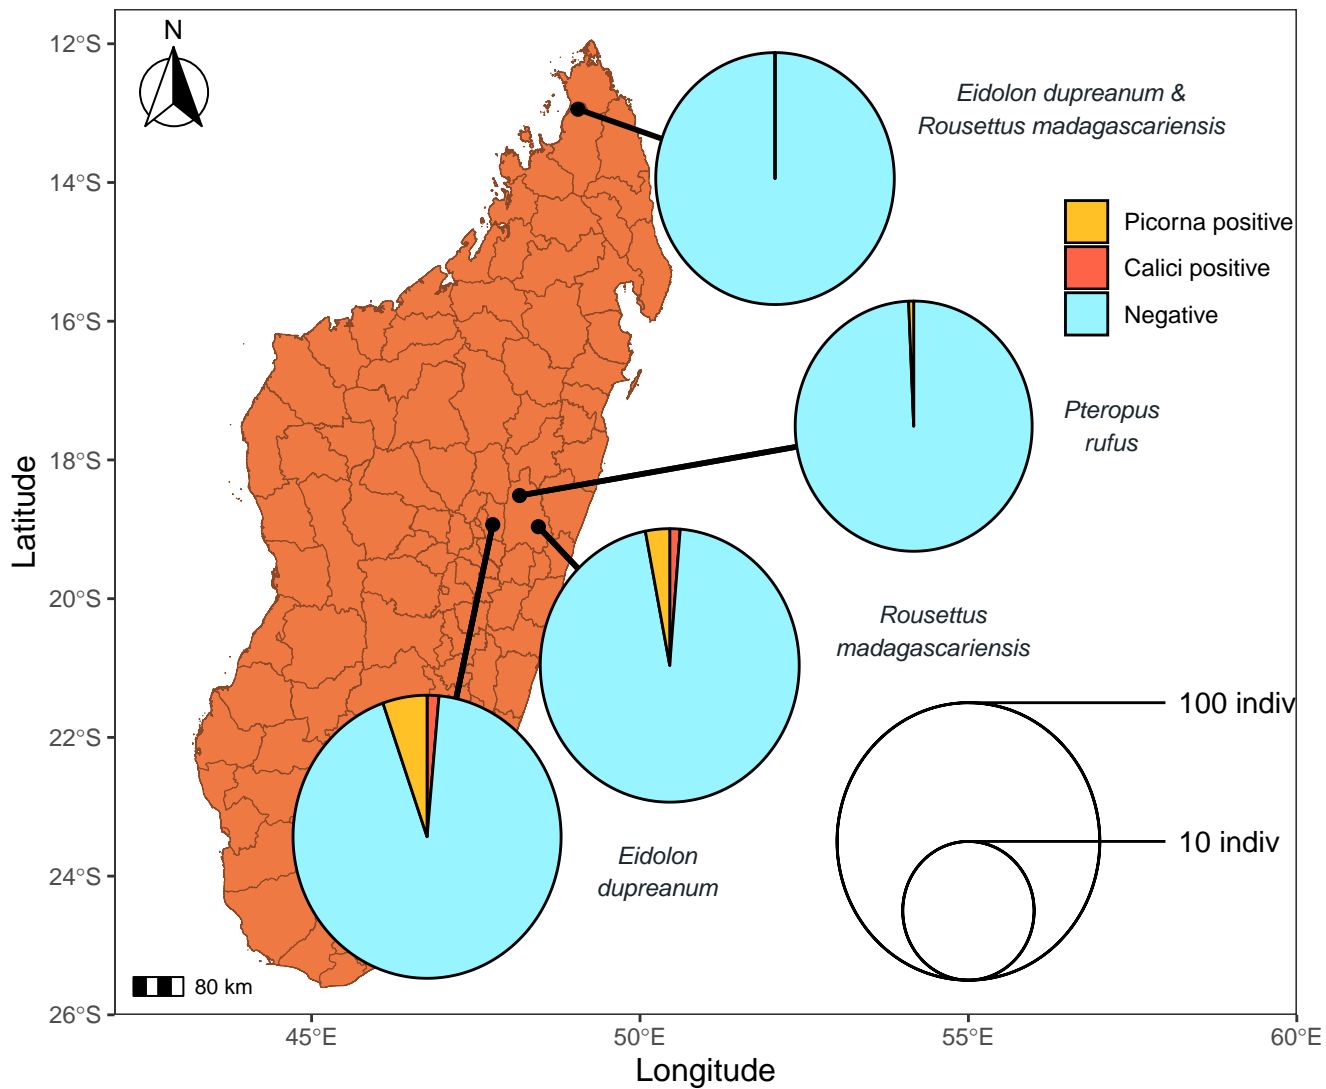 N
12°S
14°S
16°S
18°S
20°S
22°S
24°S
26°S
Latitude
Eidolon dupreanum &
Rousettus madagascariensis
Picorna positive
Calici positive
Negative
Pteropus
rufus
Rousettus
madagascariensis
100 indiv
10 indiv
Eidolon
dupreanum
80 km
45°E
50°E
55°E
60°E
Longitude